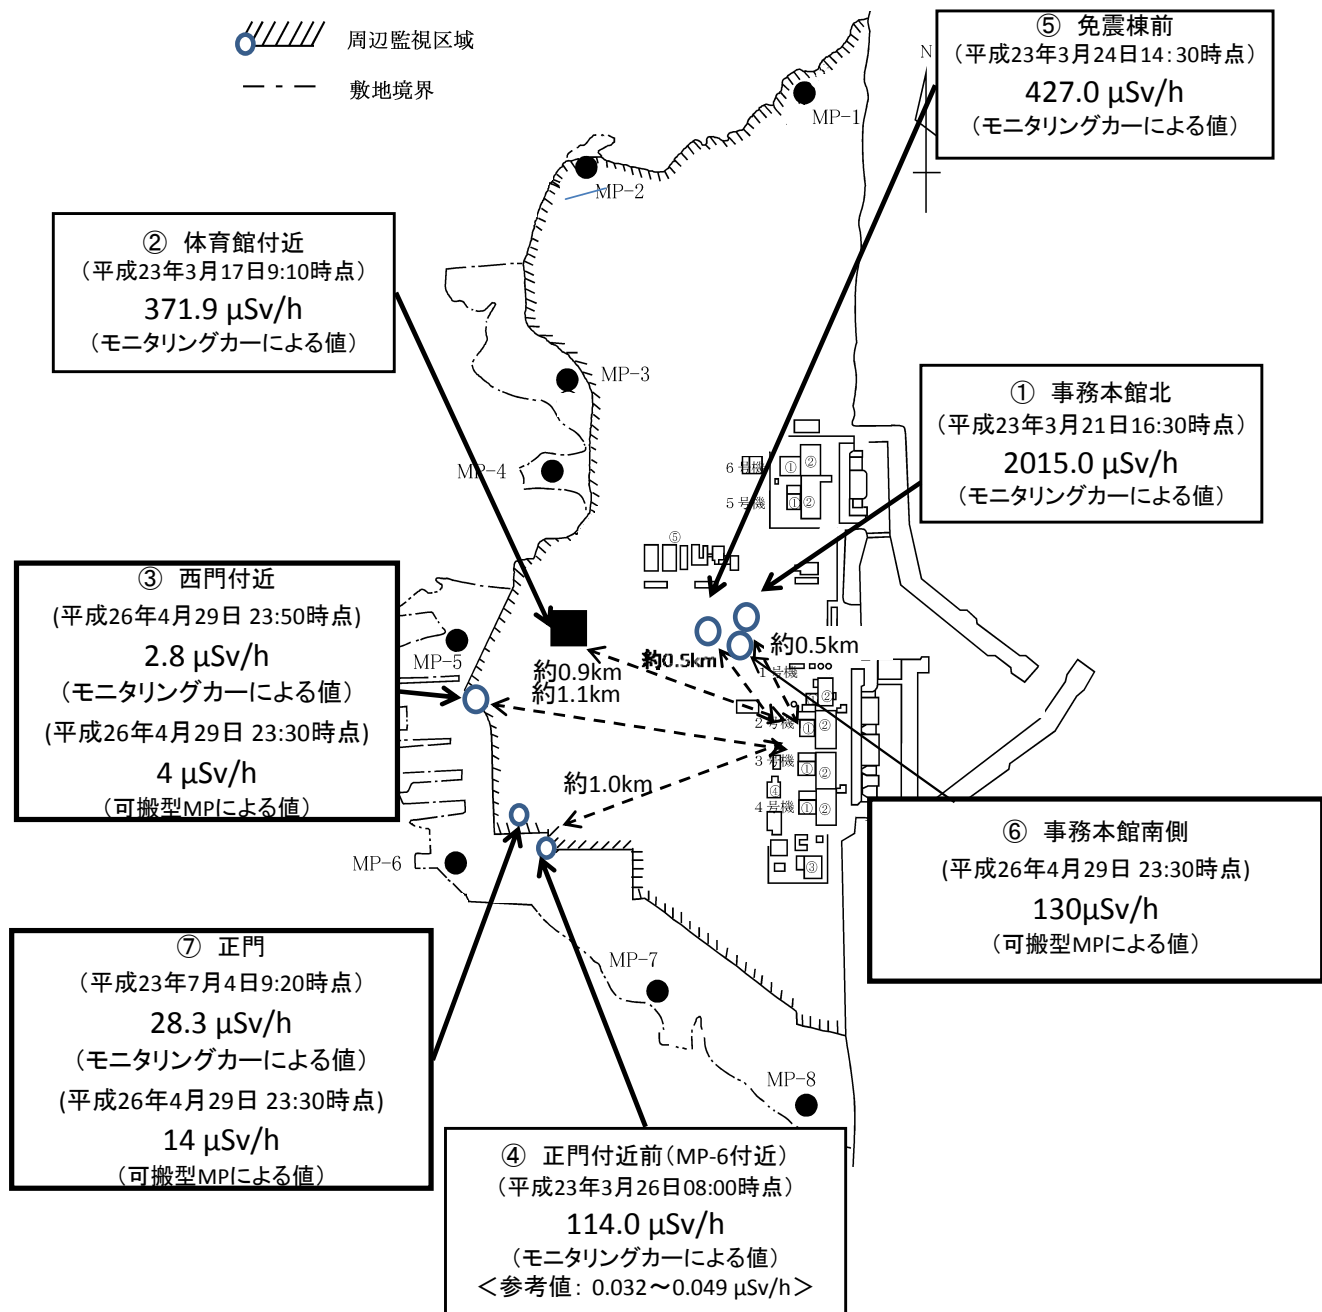 周辺監視区域
敷地境界
⑤ 免震棟前
(平成23年3月24日14:30時点)
427.0 μSv/h
(モニタリングカーによる値)
N
MP-1
MP-2
② 体育館付近
(平成23年3月17日9:10時点)
371.9 μSv/h
(モニタリングカーによる値)
MP-3
① 事務本館北
(平成23年3月21日16:30時点)
2015.0 μSv/h
(モニタリングカーによる値)
MP-4
6号機
① ②
5号機
① ②
⑤
③ 西門付近
(平成26年4月29日 23:50時点)
2.8 μSv/h
(モニタリングカーによる値)
(平成26年4月29日 23:30時点)
4 μSv/h
(可搬型MPによる値)
MP-5
約0.9km
約1.1km
約0.5km
約0.5km
1号機
②
2号機
① ②
3号機
① ②
④
4号機
① ②
③
約1.0km
MP-6
⑥ 事務本館南側
(平成26年4月29日 23:30時点)
130μSv/h
(可搬型MPによる値)
⑦ 正門
(平成23年7月4日9:20時点)
28.3 μSv/h
(モニタリングカーによる値)
(平成26年4月29日 23:30時点)
14 μSv/h
(可搬型MPによる値)
MP-7
MP-8
④ 正門付近前(MP-6付近)
(平成23年3月26日08:00時点)
114.0 μSv/h
(モニタリングカーによる値)
<参考値: 0.032～0.049 μSv/h>